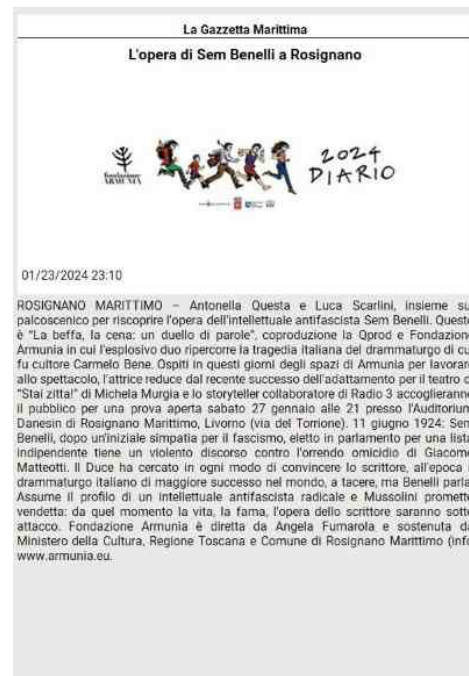 La Gazzetta Marittima
L'opera di Sem Benelli a Rosignano
fondazione
ARMUNIA
2024
DIARIO
01/23/2024 23:10
ROSIGNANO MARITTIMO – Antonella Questa e Luca Scarlini, insieme su
palcoscenico per riscoprire l'opera dell'intellettuale antifascista Sem Benelli. Questo
è "La beffa, la cena: un duello di parole", coproduzione la Qprod e Fondazione
Armunia in cui l'esplosivo duo ripercorre la tragedia italiana del drammaturgo di cu
fu cultore Carmelo Bene. Ospiti in questi giorni degli spazi di Armunia per lavorare
allo spettacolo, l'attrice reduce dal recente successo dell'adattamento per il teatro d
"Stai zitta!" di Michela Murgia e lo storyteller collaboratore di Radio 3 accoglieranno
il pubblico per una prova aperta sabato 27 gennaio alle 21 presso l'Auditorium
Danesin di Rosignano Marittimo, Livorno (via del Torrione). 11 giugno 1924: Sem
Benelli, dopo un'iniziale simpatia per il fascismo, eletto in parlamento per una lista
indipendente tiene un violento discorso contro l'orrendo omicidio di Giacomo
Matteotti. Il Duce ha cercato in ogni modo di convincere lo scrittore, all'epoca i
drammaturgo italiano di maggiore successo nel mondo, a tacere, ma Benelli parla.
Assume il profilo di un intellettuale antifascista radicale e Mussolini promette
vendetta: da quel momento la vita, la fama, l'opera dello scrittore saranno sotto
attacco. Fondazione Armunia è diretta da Angela Fumarola e sostenuta da
Ministero della Cultura, Regione Toscana e Comune di Rosignano Marittimo (info
www.armunia.eu.